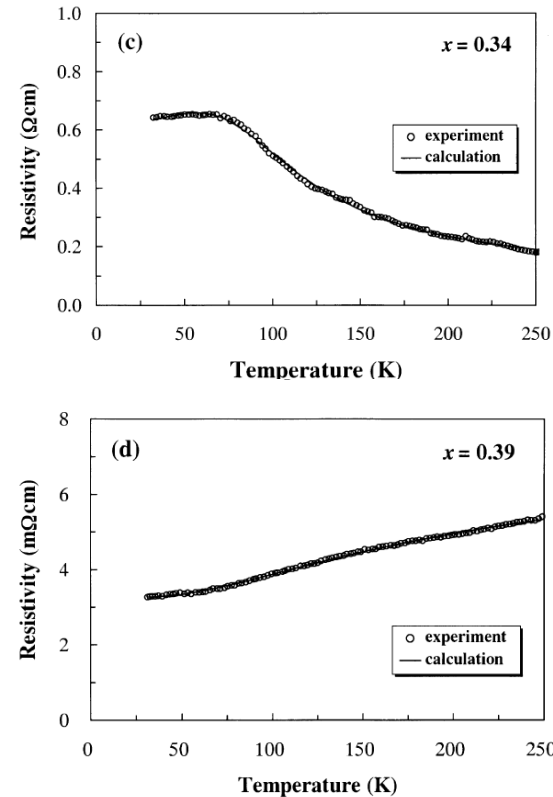 (c)
x = 0.34
Resistivity (Ωcm)
1.0
0.8
0.6
0.4
0.2
0.0
experiment
calculation
0 50 100 150 200 250
Temperature (K)
(d)
x = 0.39
Resistivity (mΩcm)
8
6
4
2
0
experiment
calculation
0 50 100 150 200 250
Temperature (K)